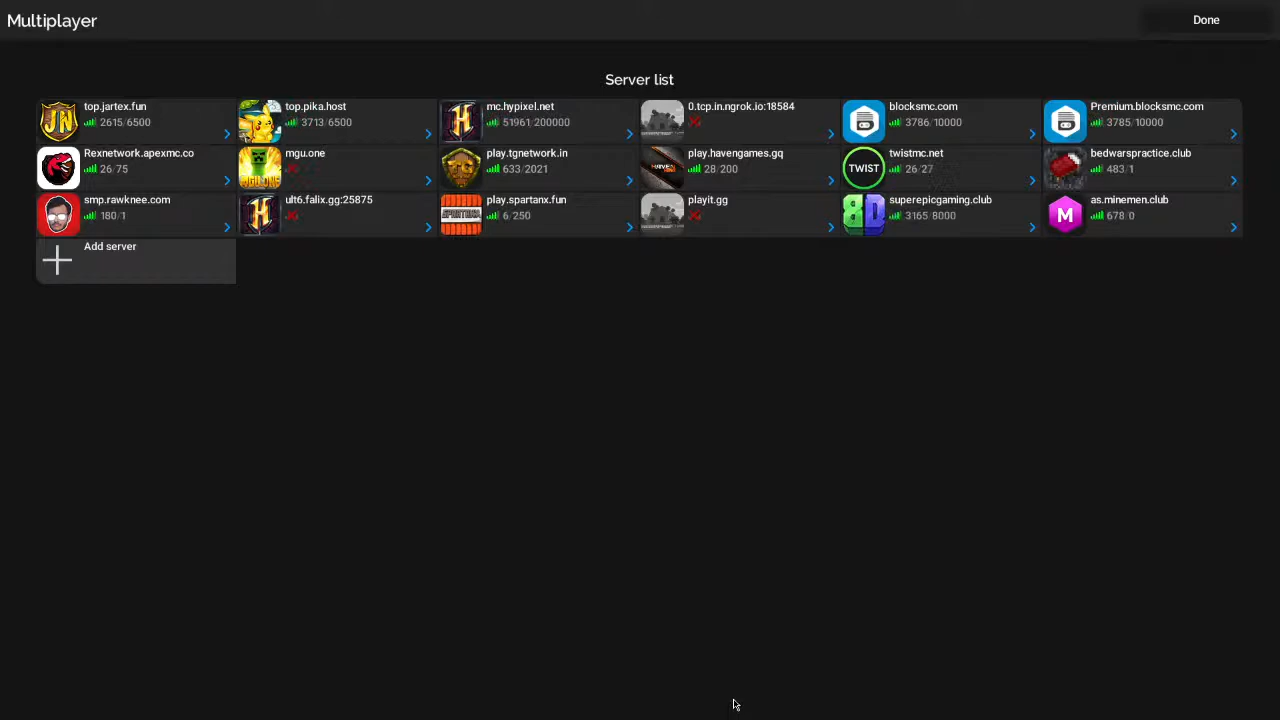 Multiplayer
Done
Server list
top.jartex.fun
2615/6500
top.pika.host
3713/6500
mc.hypixel.net
51961/200000
0.tcp.in.ngrok.io:18584
blocksmc.com
3786/10000
Premium.blocksmc.com
3785/10000
Rexnetwork.apexmc.co
26/75
mgu.one
play.tgnetwork.in
633/2021
play.havengames.gq
28/200
TWIST
twistmc.net
26/27
bedwarspractice.club
483/1
smp.rawknee.com
180/1
ult6.falix.gg:25875
SPARTANX
play.spartanx.fun
6/250
playit.gg
superepicgaming.club
3165/8000
M
as.minemen.club
678/0
Add server